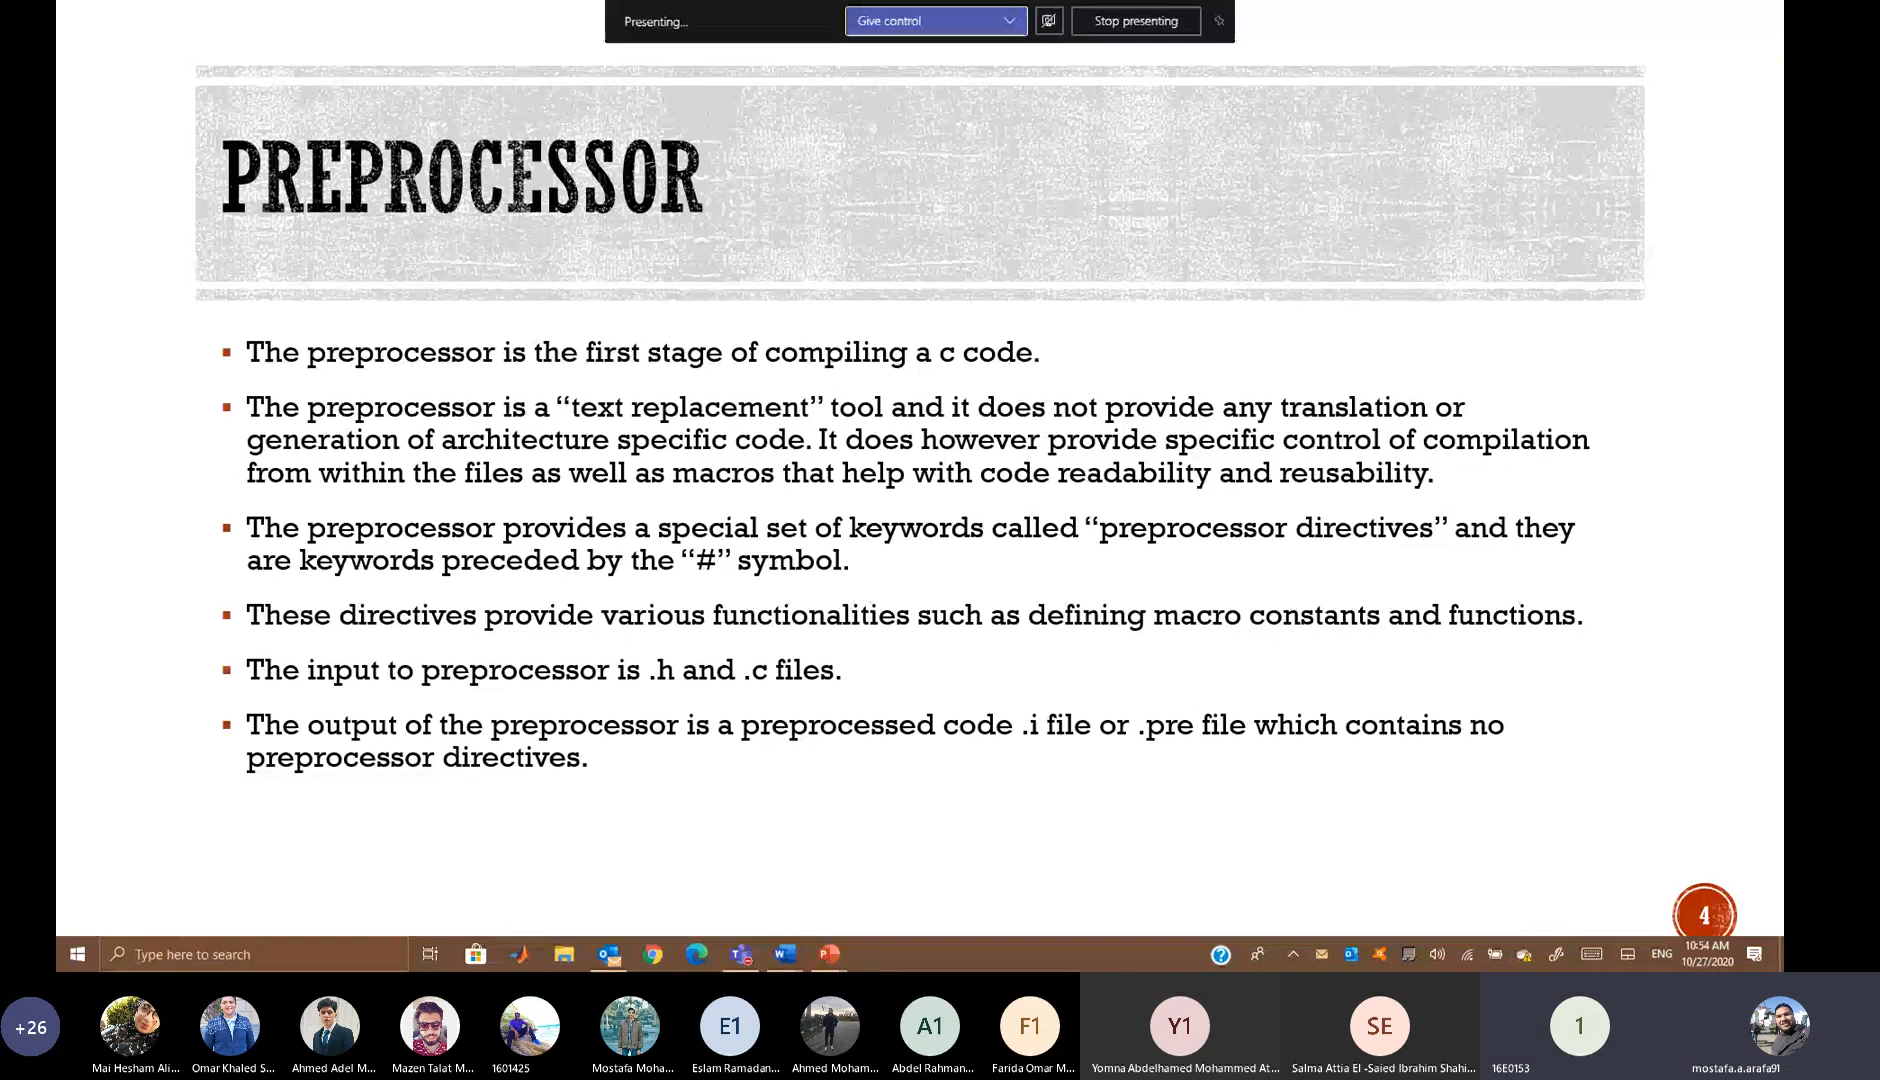 Presenting...
Give control
Stop presenting
PREPROCESSOR
The preprocessor is the first stage of compiling a c code.
The preprocessor is a “text replacement” tool and it does not provide any translation or
generation of architecture specific code. It does however provide specific control of compilation
from within the files as well as macros that help with code readability and reusability.
The preprocessor provides a special set of keywords called “preprocessor directives” and they
are keywords preceded by the “#” symbol.
These directives provide various functionalities such as defining macro constants and functions.
The input to preprocessor is .h and .c files.
The output of the preprocessor is a preprocessed code .i file or .pre file which contains no
preprocessor directives.
4
Type here to search
ENG
10:54 AM
10/27/2020
+26
E1
A1
F1
Y1
SE
1
Mai Hesham Ali...
Omar Khaled S...
Ahmed Adel M...
Mazen Talat M...
1601425
Mostafa Moha...
Eslam Ramadan...
Ahmed Moham...
Abdel Rahman...
Farida Omar M...
Yomna Abdelhamed Mohammed At...
Salma Attia El -Saied Ibrahim Shahi...
16E0153
mostafa.a.arafa91